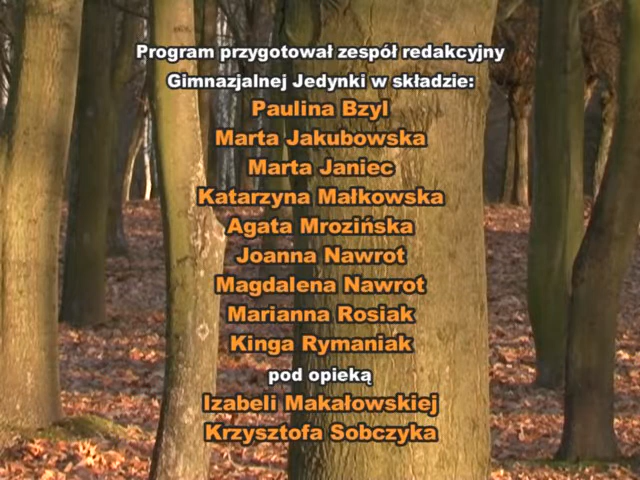 Program przygotował zespół redakcyjny
Gimnazjalnej Jedynki w składzie:
Paulina Bzyl
Marta Jakubowska
Marta Janiec
Katarzyna Małkowska
Agata Mrozińska
Joanna Nawrot
Magdalena Nawrot
Marianna Rosiak
Kinga Rymaniak
pod opieką
Izabeli Makałowskiej
Krzysztofa Sobczyka